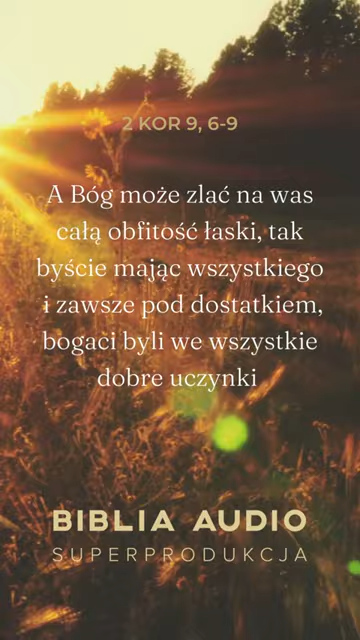 2 KOR 9, 6-9
A Bóg może zlać na was
całą obfitość łaski, tak
byście mając wszystkiego
i zawsze pod dostatkiem,
bogaci byli we wszystkie
dobre uczynki
BIBLIA AUDIO
SUPERPRODUKCJA